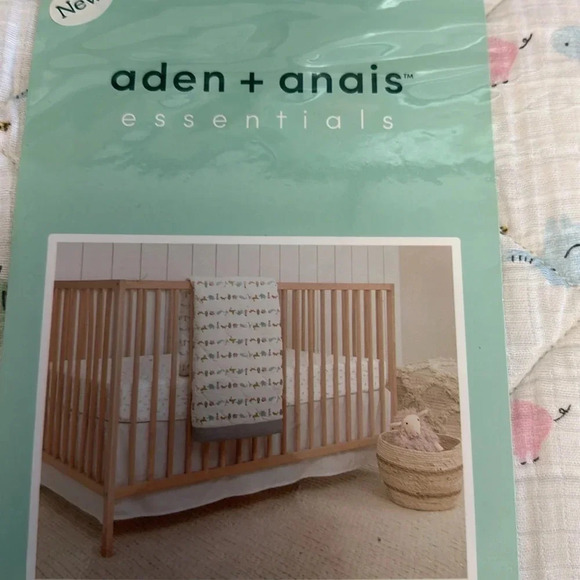 New
aden + anais™
essentials